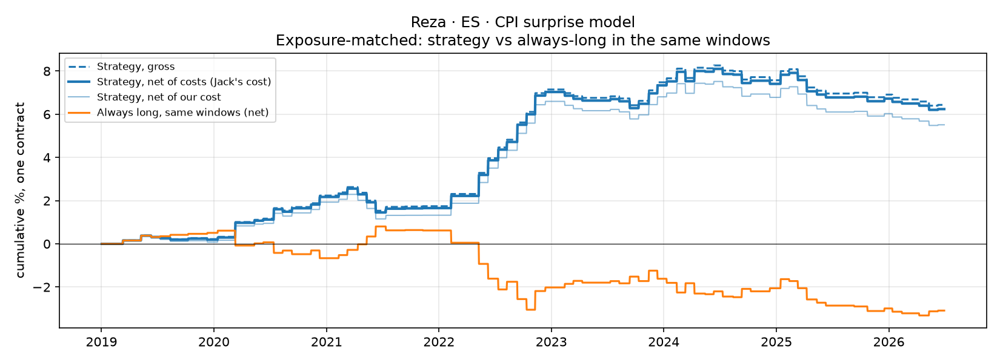 Reza · ES · CPI surprise model
Exposure-matched: strategy vs always-long in the same windows
Strategy, gross
Strategy, net of costs (Jack's cost)
Strategy, net of our cost
Always long, same windows (net)
cumulative %, one contract
8
6
4
2
0
−2
2019 2020 2021 2022 2023 2024 2025 2026